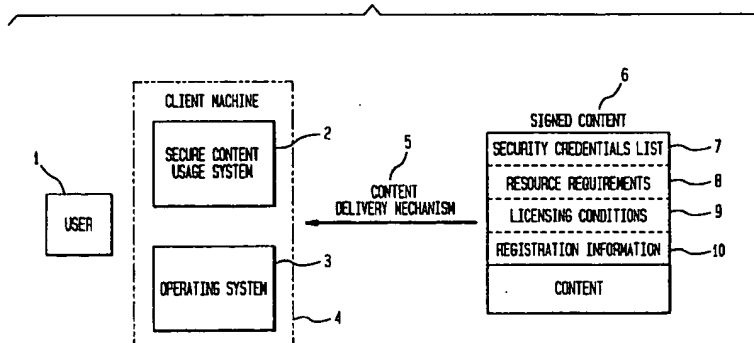 6
SIGNED CONTENT
CLIENT MACHINE
2
SECURITY CREDENTIALS LIST
7
1
SECURE CONTENT
USAGE SYSTEM
5
CONTENT
DELIVERY MECHANISM
RESOURCE REQUIREMENTS
8
USER
LICENSING CONDITIONS
9
3
REGISTRATION INFORMATION
10
OPERATING SYSTEM
CONTENT
4